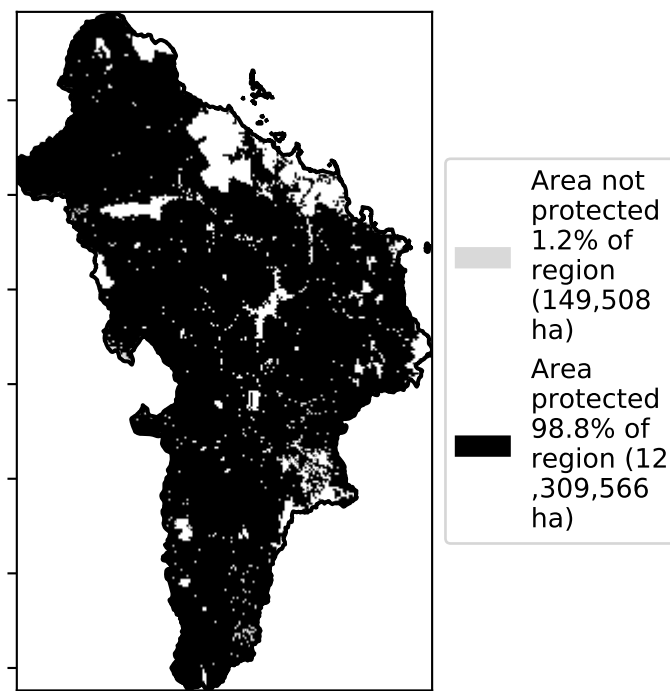 Area not
protected
1.2% of
region
(149,508
ha)
Area
protected
98.8% of
region (12
,309,566
ha)